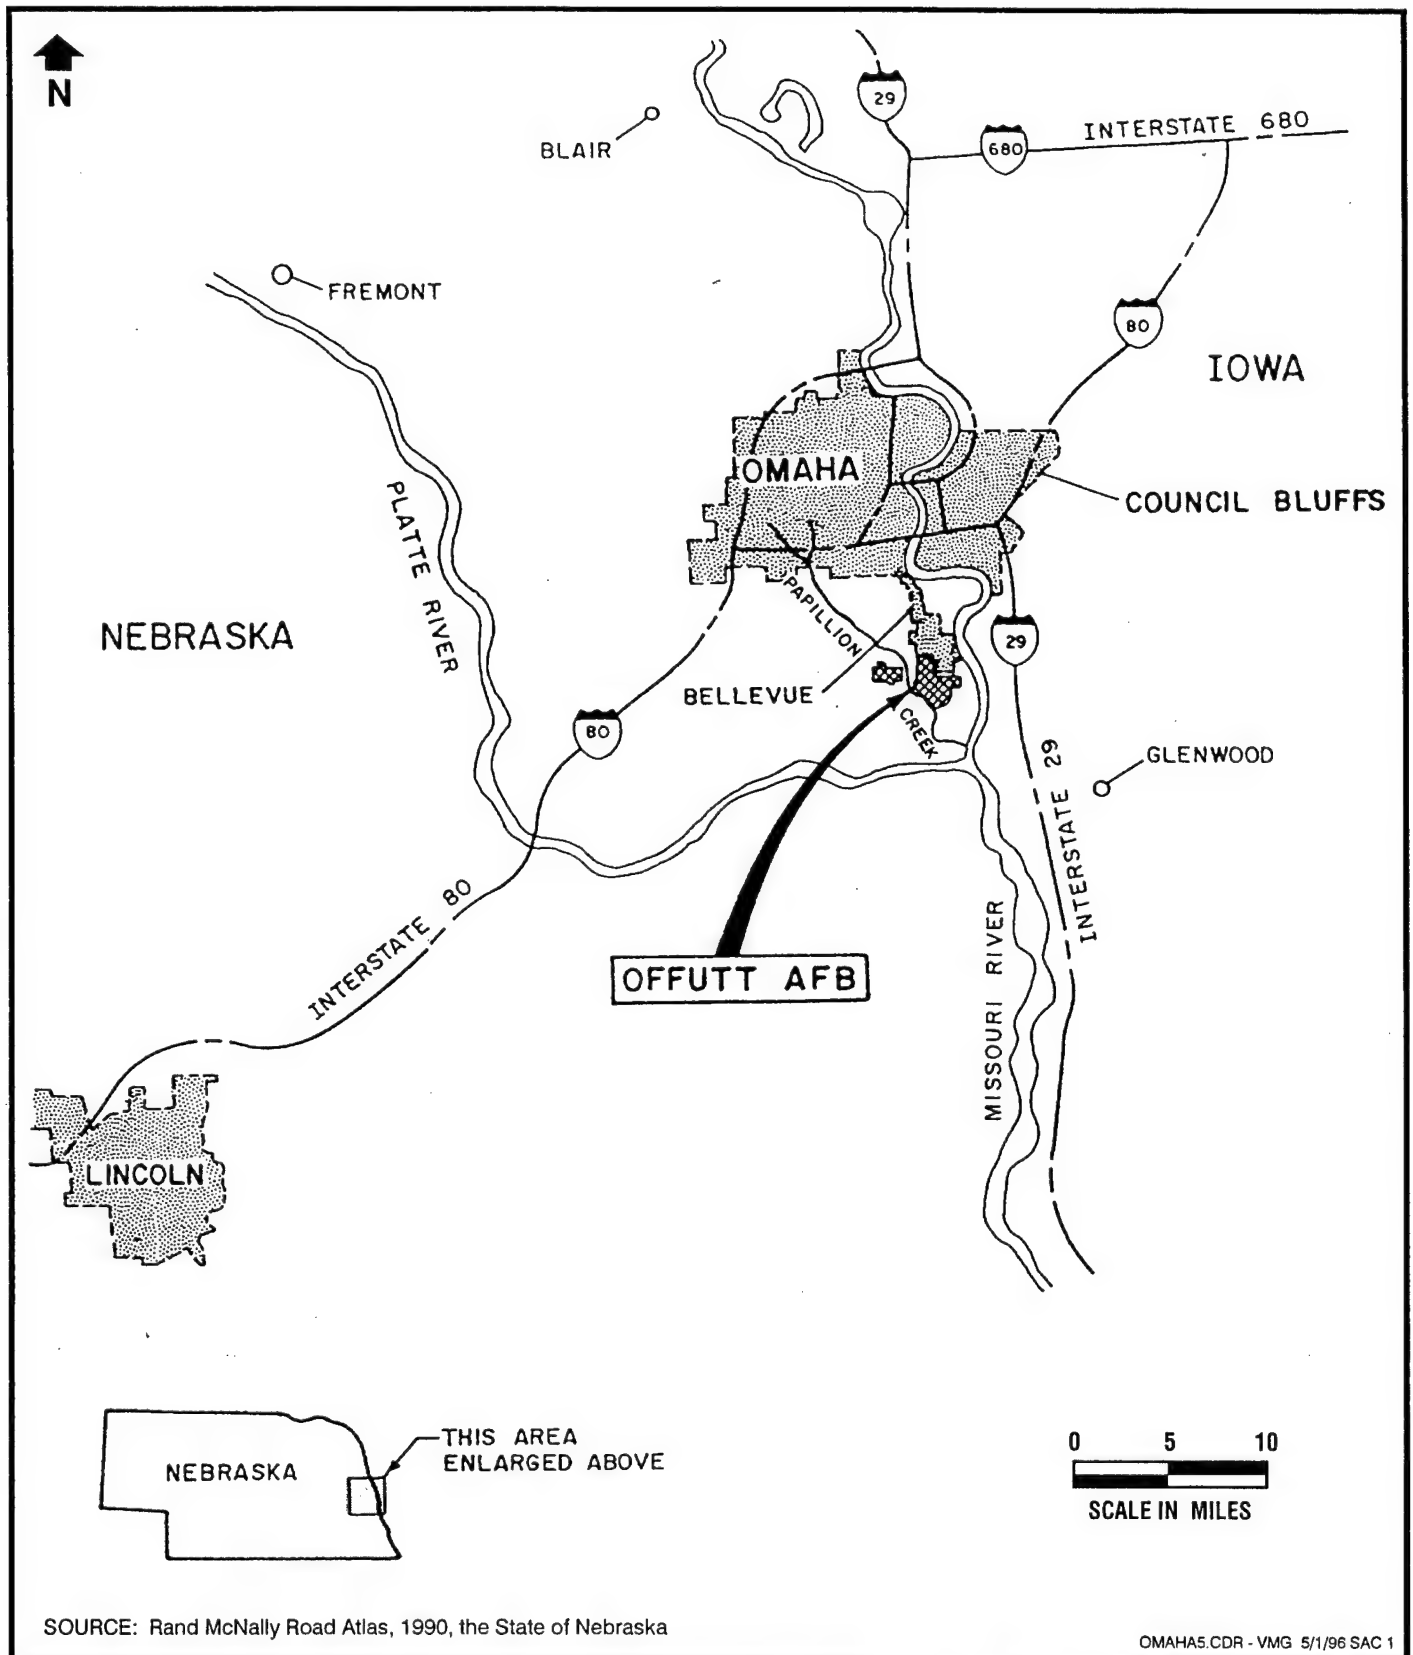 N
29
INTERSTATE 680
680
BLAIR
FREMONT
80
IOWA
OMAHA
COUNCIL BLUFFS
PLATTE RIVER
PAPILLION
NEBRASKA
29
BELLEVUE
80
CREEK
GLENWOOD
INTERSTATE 29
INTERSTATE 80
MISSOURI RIVER
OFFUTT AFB
LINCOLN
THIS AREA
ENLARGED ABOVE
NEBRASKA
0 5 10
SCALE IN MILES
SOURCE: Rand McNally Road Atlas, 1990, the State of Nebraska
OMAHA5.CDR - VMG 5/1/96 SAC 1